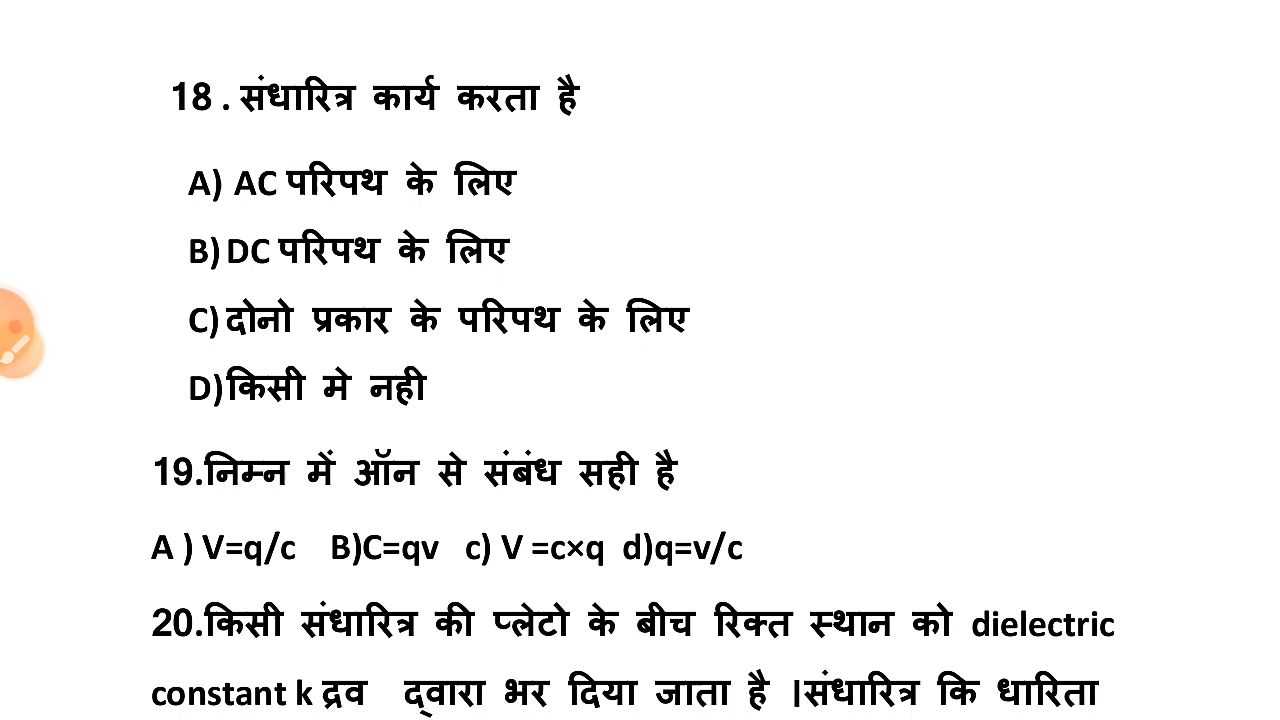 18 . संधारित्र कार्य करता है
A) AC परिपथ के लिए
B) DC परिपथ के लिए
C) दोनो प्रकार के परिपथ के लिए
D)किसी मे नही
19.निम्न में ऑन से संबंध सही है
A ) V=q/c B)C=qv c) V =c×q d)q=v/c
20.किसी संधारित्र की प्लेटो के बीच रिक्त स्थान को dielectric
constant k द्रव द्वारा भर दिया जाता है ।संधारित्र कि धारिता